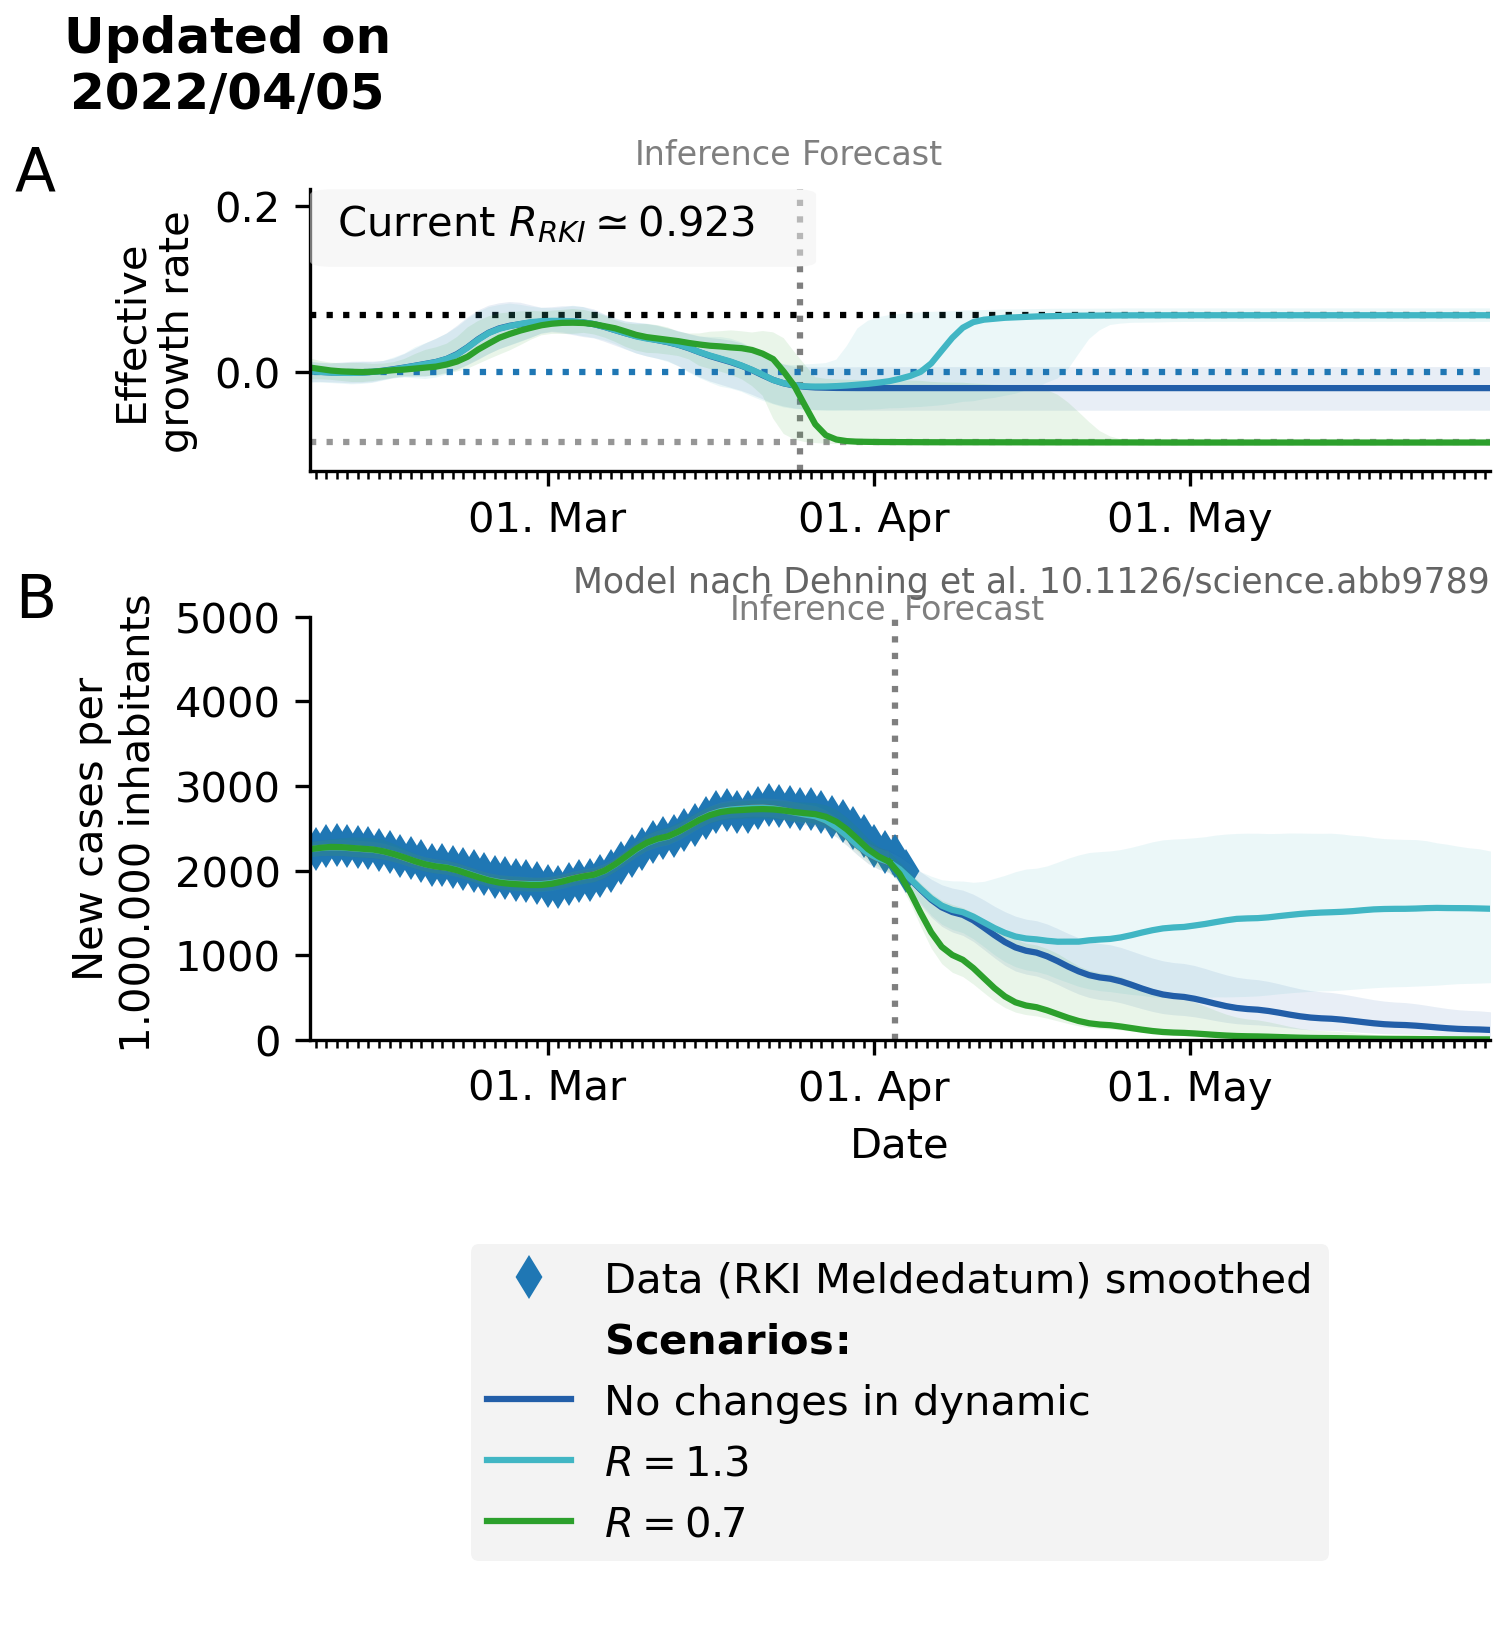 Updated on
2022/04/05
A
Inference Forecast
Current R_RKI ≃ 0.923
Effective
growth rate
0.2
0.0
01. Mar
01. Apr
01. May
B
Model nach Dehning et al. 10.1126/science.abb9789
Inference Forecast
New cases per
1.000.000 inhabitants
5000
4000
3000
2000
1000
0
01. Mar
01. Apr
01. May
Date
Data (RKI Meldedatum) smoothed
Scenarios:
No changes in dynamic
R = 1.3
R = 0.7